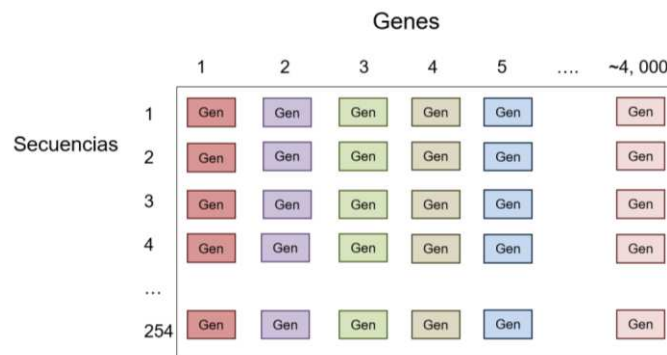 Genes
1 2 3 4 5 .... ~4, 000
Secuencias
1 Gen Gen Gen Gen Gen Gen
2 Gen Gen Gen Gen Gen Gen
3 Gen Gen Gen Gen Gen Gen
4 Gen Gen Gen Gen Gen Gen
...
254 Gen Gen Gen Gen Gen Gen